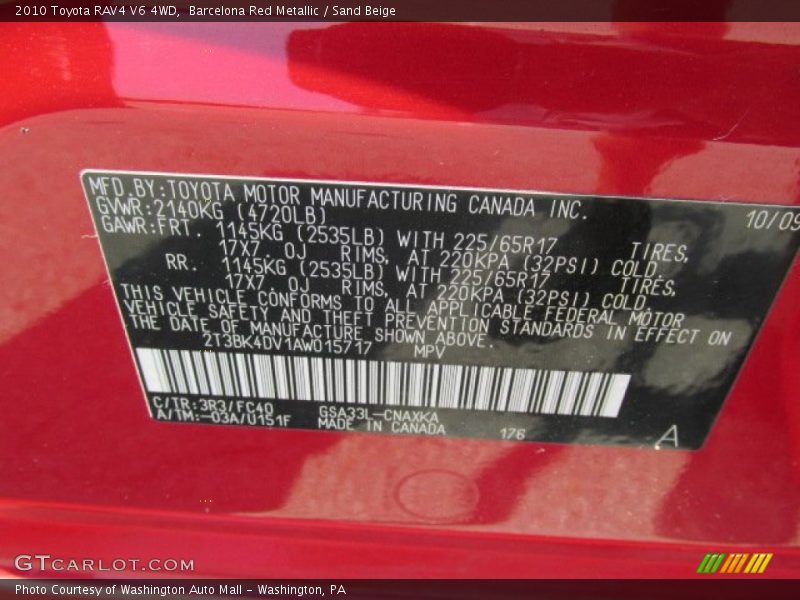 2010 Toyota RAV4 V6 4WD, Barcelona Red Metallic / Sand Beige
MFD.BY:TOYOTA MOTOR MANUFACTURING CANADA INC. 10/09
GVWR:2140KG (4720LB)
GAWR:FRT. 1145KG (2535LB) WITH 225/65R17 TIRES,
17X7.0J RIMS, AT 220KPA (32PSI) COLD.
RR. 1145KG (2535LB) WITH 225/65R17 TIRES,
17X7.0J RIMS, AT 220KPA (32PSI) COLD.
THIS VEHICLE CONFORMS TO ALL APPLICABLE FEDERAL MOTOR
VEHICLE SAFETY AND THEFT PREVENTION STANDARDS IN EFFECT ON
THE DATE OF MANUFACTURE SHOWN ABOVE.
2T3BK4DV1AW015717 MPV
C/TR:3R3/FC40 GSA33L-CNAXKA
A/TM:-03A/U151F MADE IN CANADA 176 A
GTCARLOT.COM
Photo Courtesy of Washington Auto Mall - Washington, PA